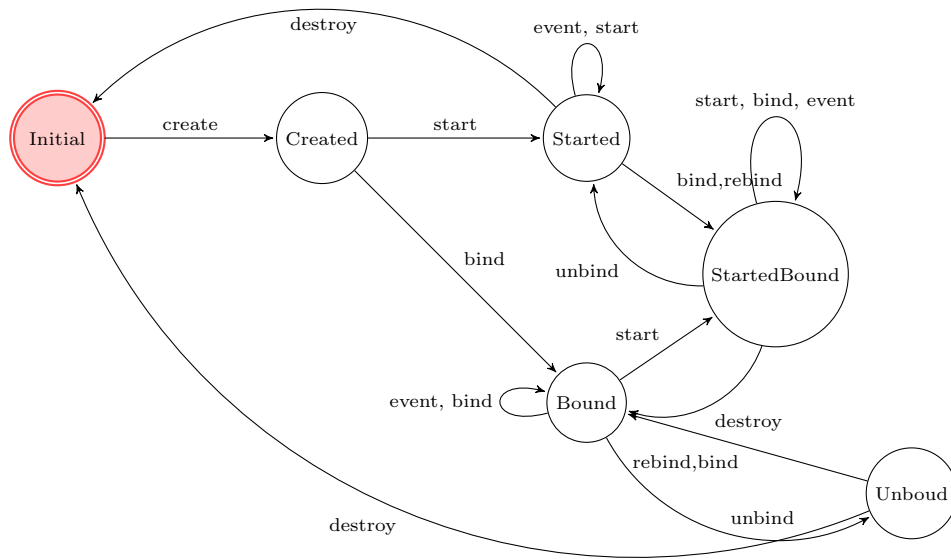 destroy
event, start
start, bind, event
create
start
Initial
Created
Started
bind,rebind
bind
unbind
StartedBound
start
event, bind
Bound
destroy
rebind,bind
Unboud
unbind
destroy